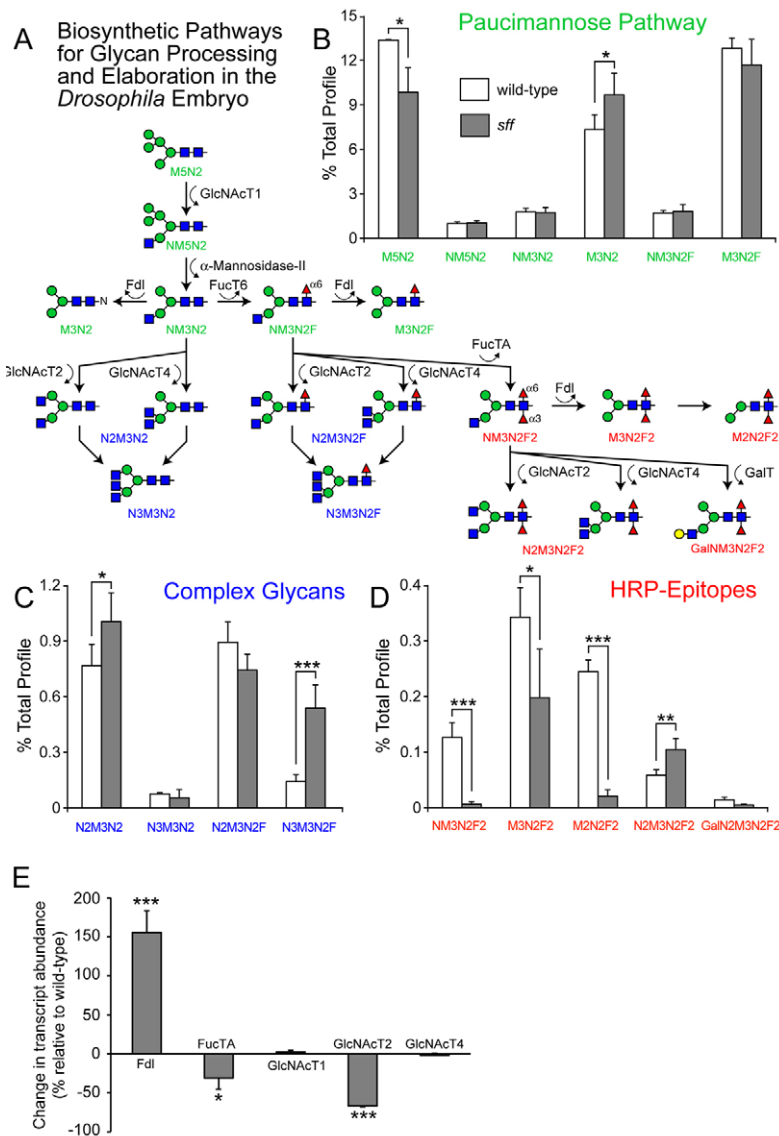 A
Biosynthetic Pathways
for Glycan Processing
and Elaboration in the
Drosophila Embryo
M5N2
GlcNAcT1
NM5N2
α-Mannosidase-II
Fdl
FucT6
α6
Fdl
N
M3N2
NM3N2
NM3N2F
M3N2F
FucTA
GlcNAcT2
GlcNAcT4
GlcNAcT2
GlcNAcT4
α6
Fdl
α3
N2M3N2
N2M3N2F
NM3N2F2
M3N2F2
M2N2F2
GlcNAcT2
GlcNAcT4
GalT
N3M3N2
N3M3N2F
N2M3N2F2
GalNM3N2F2
B
Paucimannose Pathway
% Total Profile
15
12
9
6
3
0
*
*
wild-type
sff
M5N2
NM5N2
NM3N2
M3N2
NM3N2F
M3N2F
C
Complex Glycans
% Total Profile
1.2
0.9
0.6
0.3
0
*
***
N2M3N2
N3M3N2
N2M3N2F
N3M3N2F
D
HRP-Epitopes
% Total Profile
0.4
0.3
0.2
0.1
0
***
*
***
**
NM3N2F2
M3N2F2
M2N2F2
N2M3N2F2
GalN2M3N2F2
E
Change in transcript abundance
(% relative to wild-type)
200
150
100
50
0
-50
-100
***
Fdl
FucTA
*
GlcNAcT1
GlcNAcT2
***
GlcNAcT4